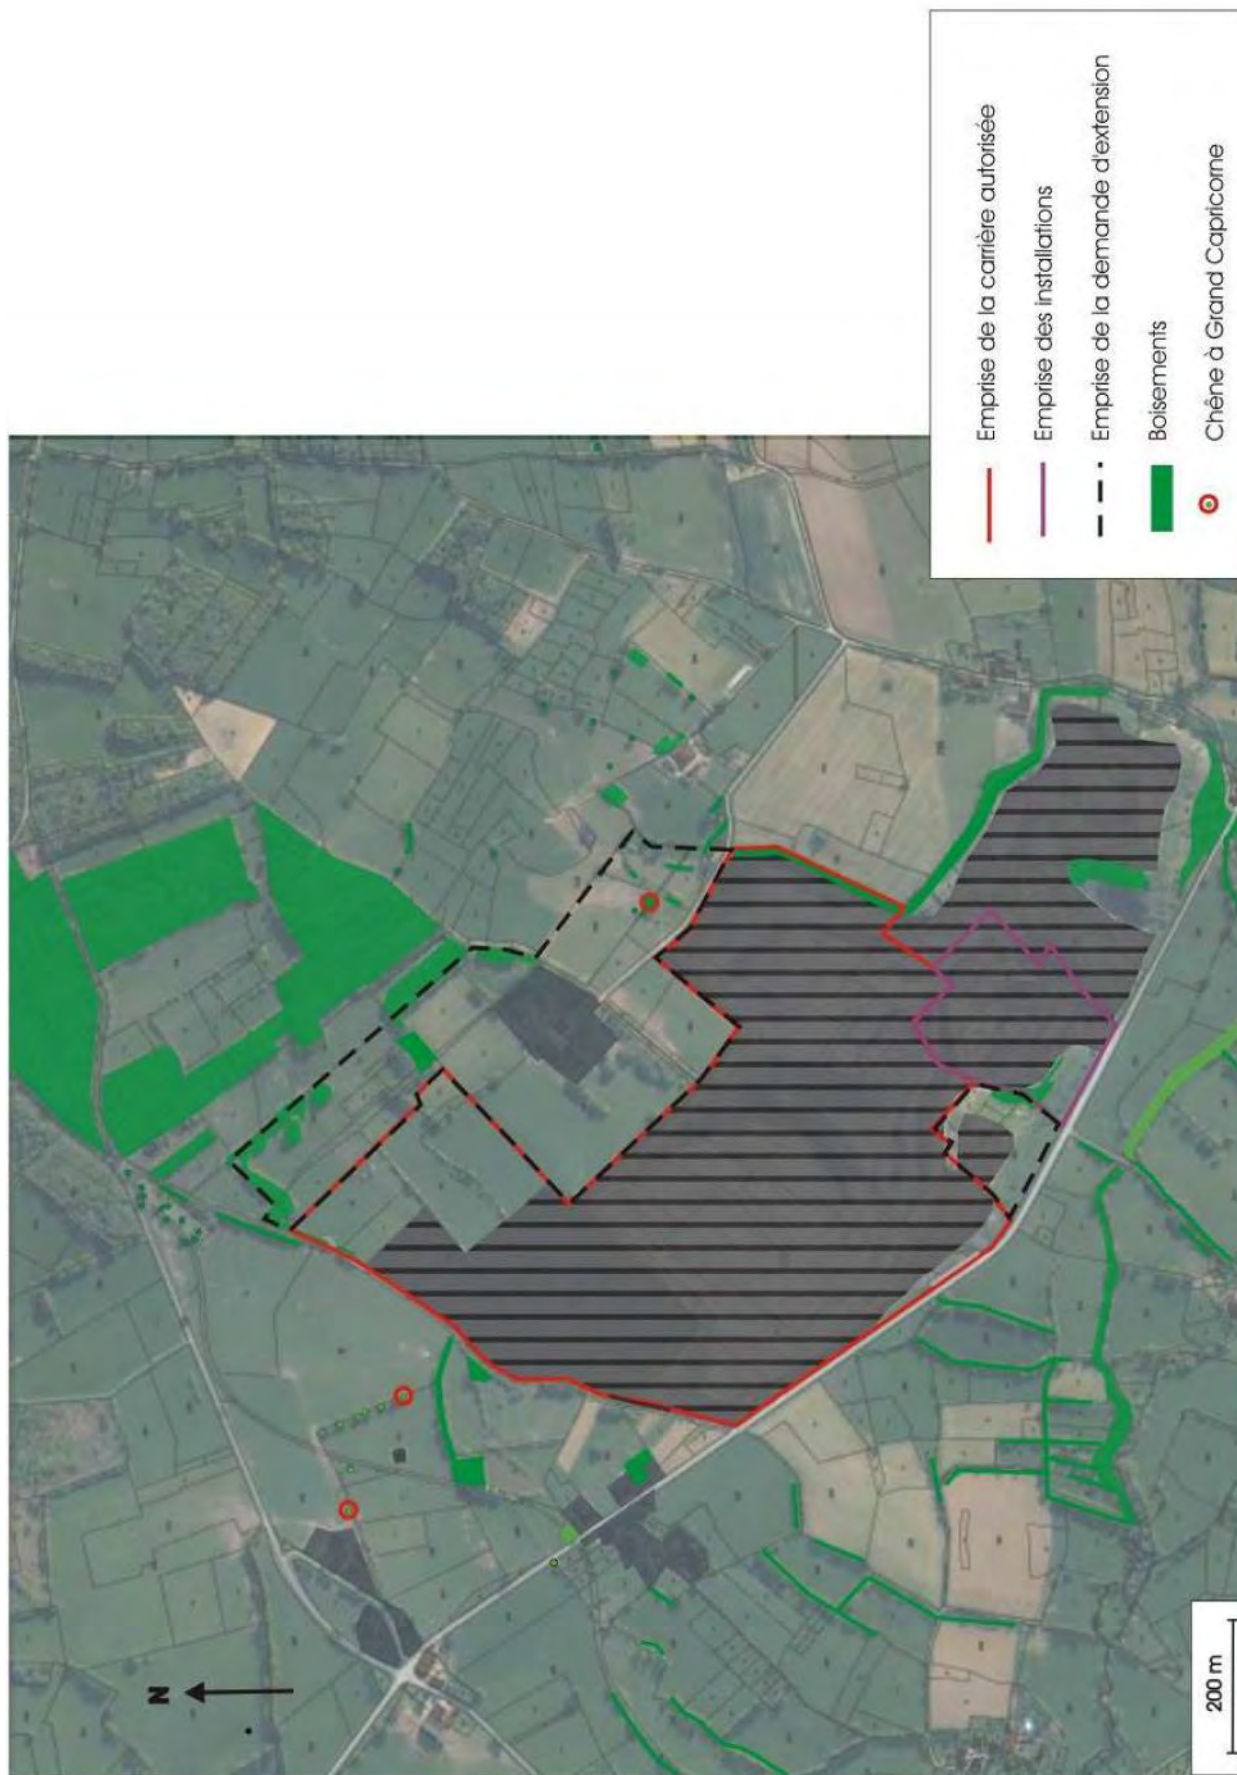 Emprise de la carrière autorisée
Emprise des installations
Emprise de la demande d'extension
Boisements
Chêne à Grand Capricorne
N
200 m